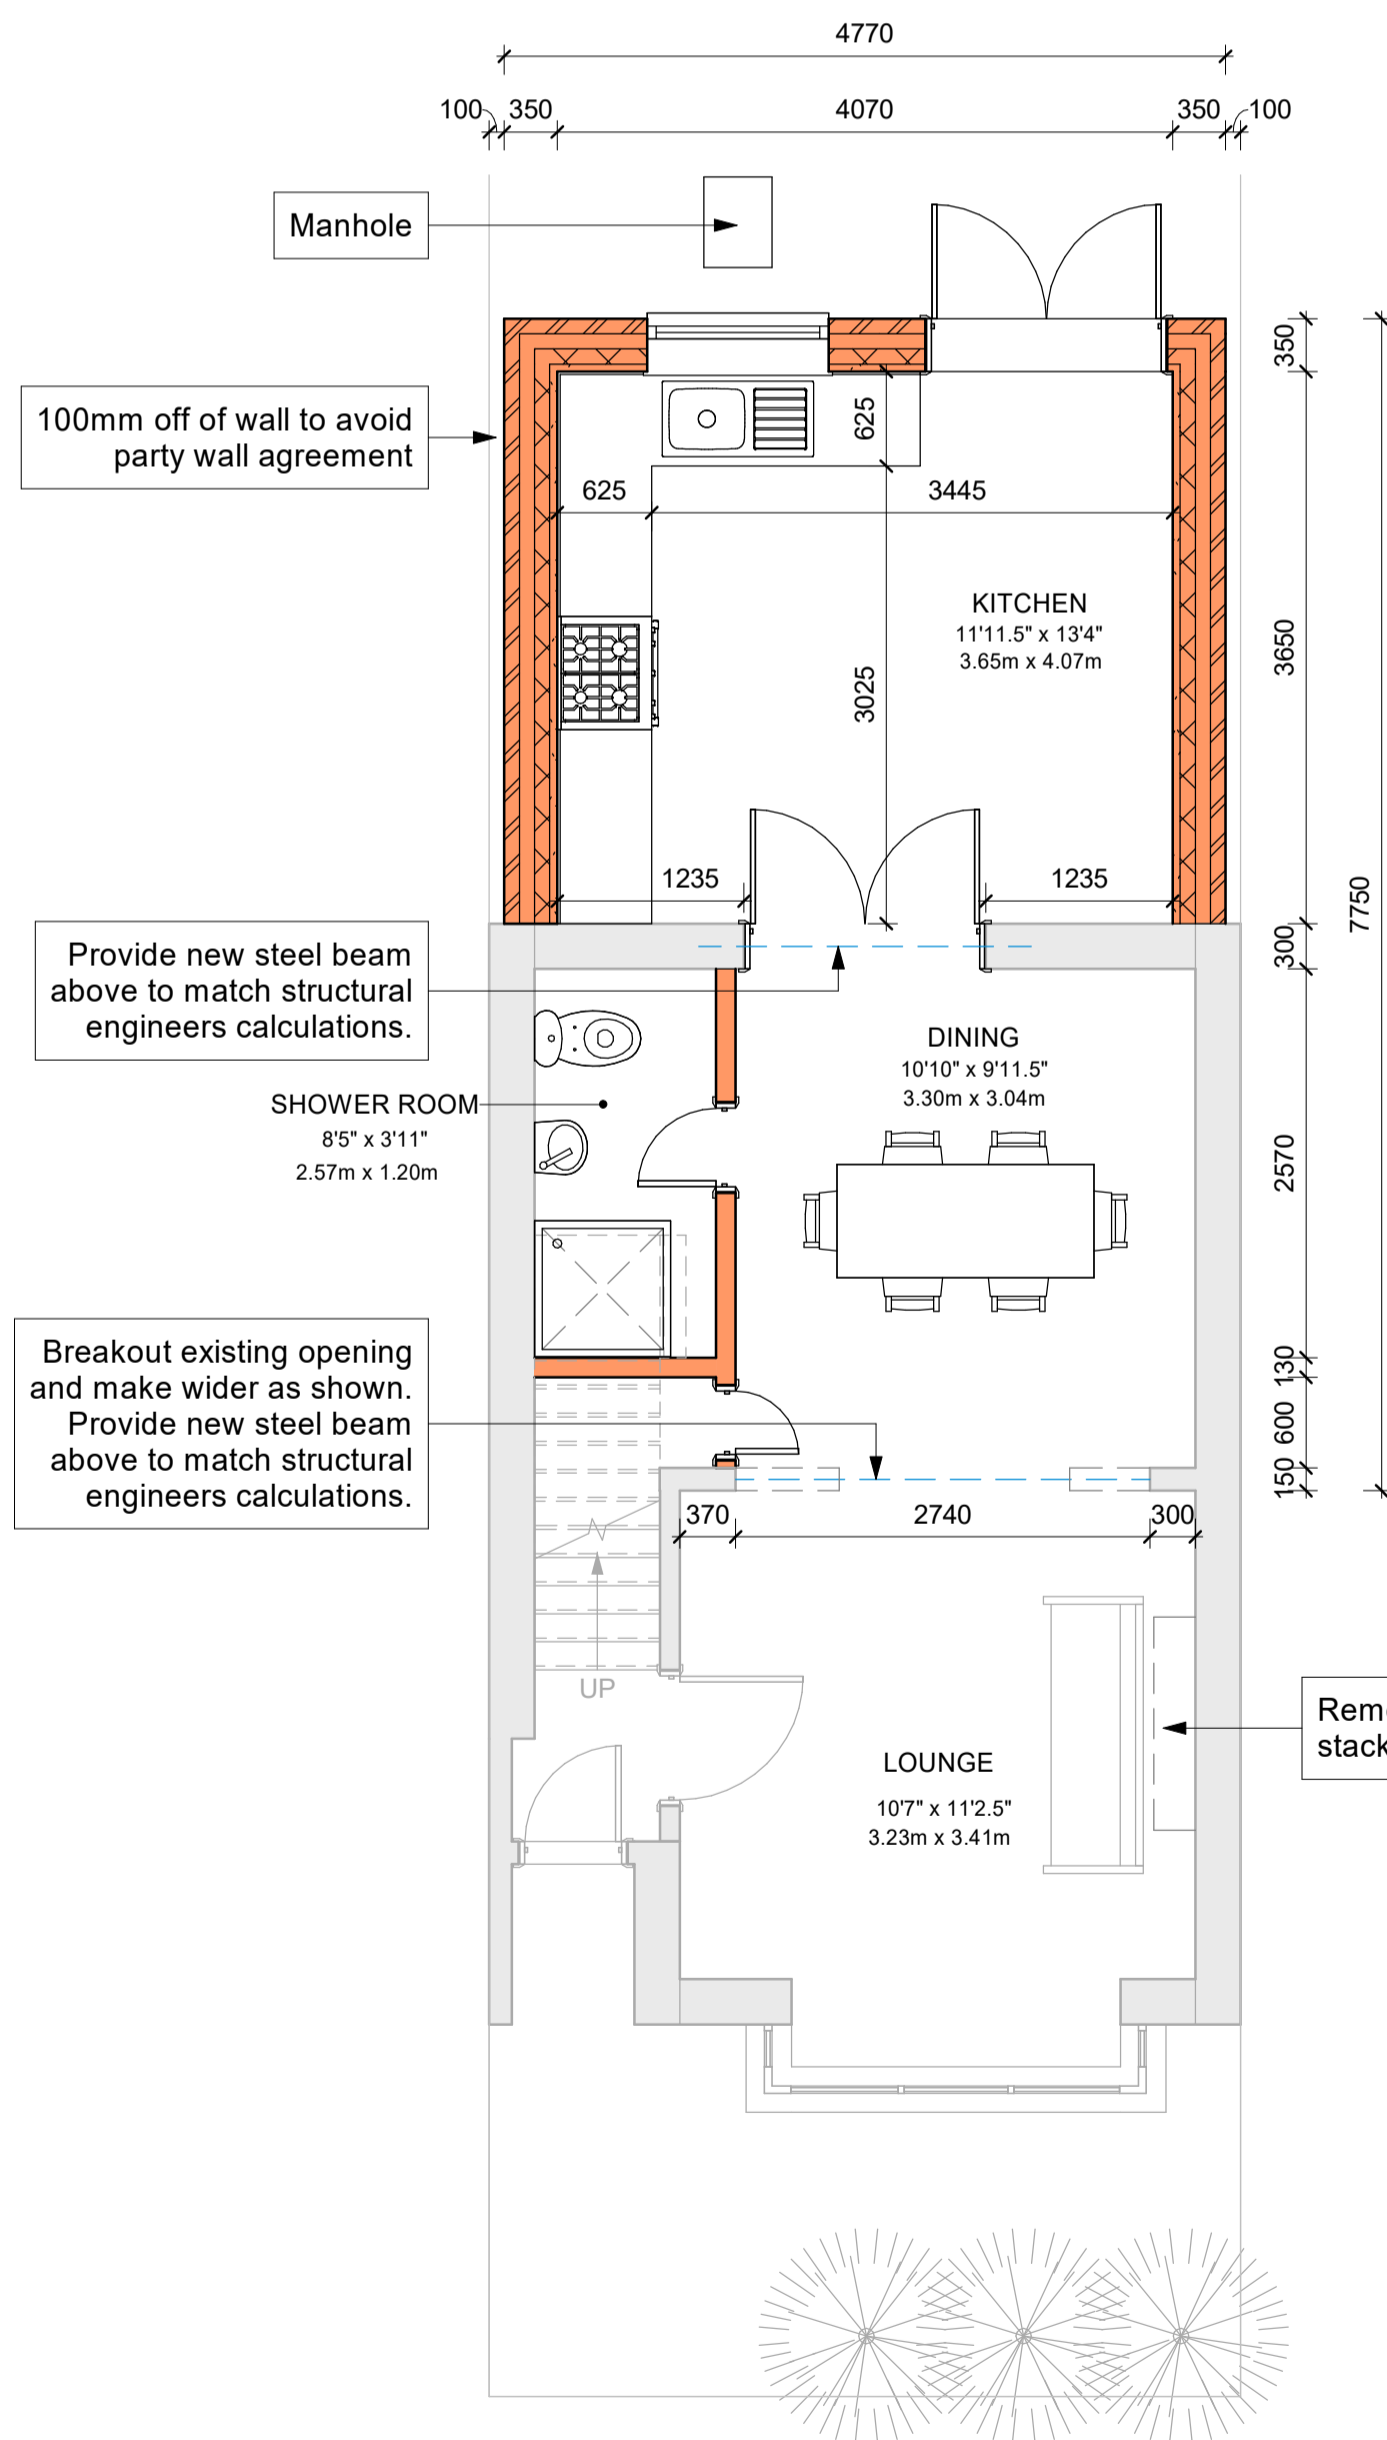 4770
100 350 4070 350 100
Manhole
350
100mm off of wall to avoid
party wall agreement
625
625 3445
KITCHEN
11'11.5" x 13'4"
3.65m x 4.07m
3025
3650
1235 1235
7750
Provide new steel beam
above to match structural
engineers calculations.
300
DINING
10'10" x 9'11.5"
3.30m x 3.04m
SHOWER ROOM
8'5" x 3'11"
2.57m x 1.20m
2570
Breakout existing opening
and make wider as shown.
Provide new steel beam
above to match structural
engineers calculations.
130
600
150
370 2740 300
UP
stack
LOUNGE
10'7" x 11'2.5"
3.23m x 3.41m